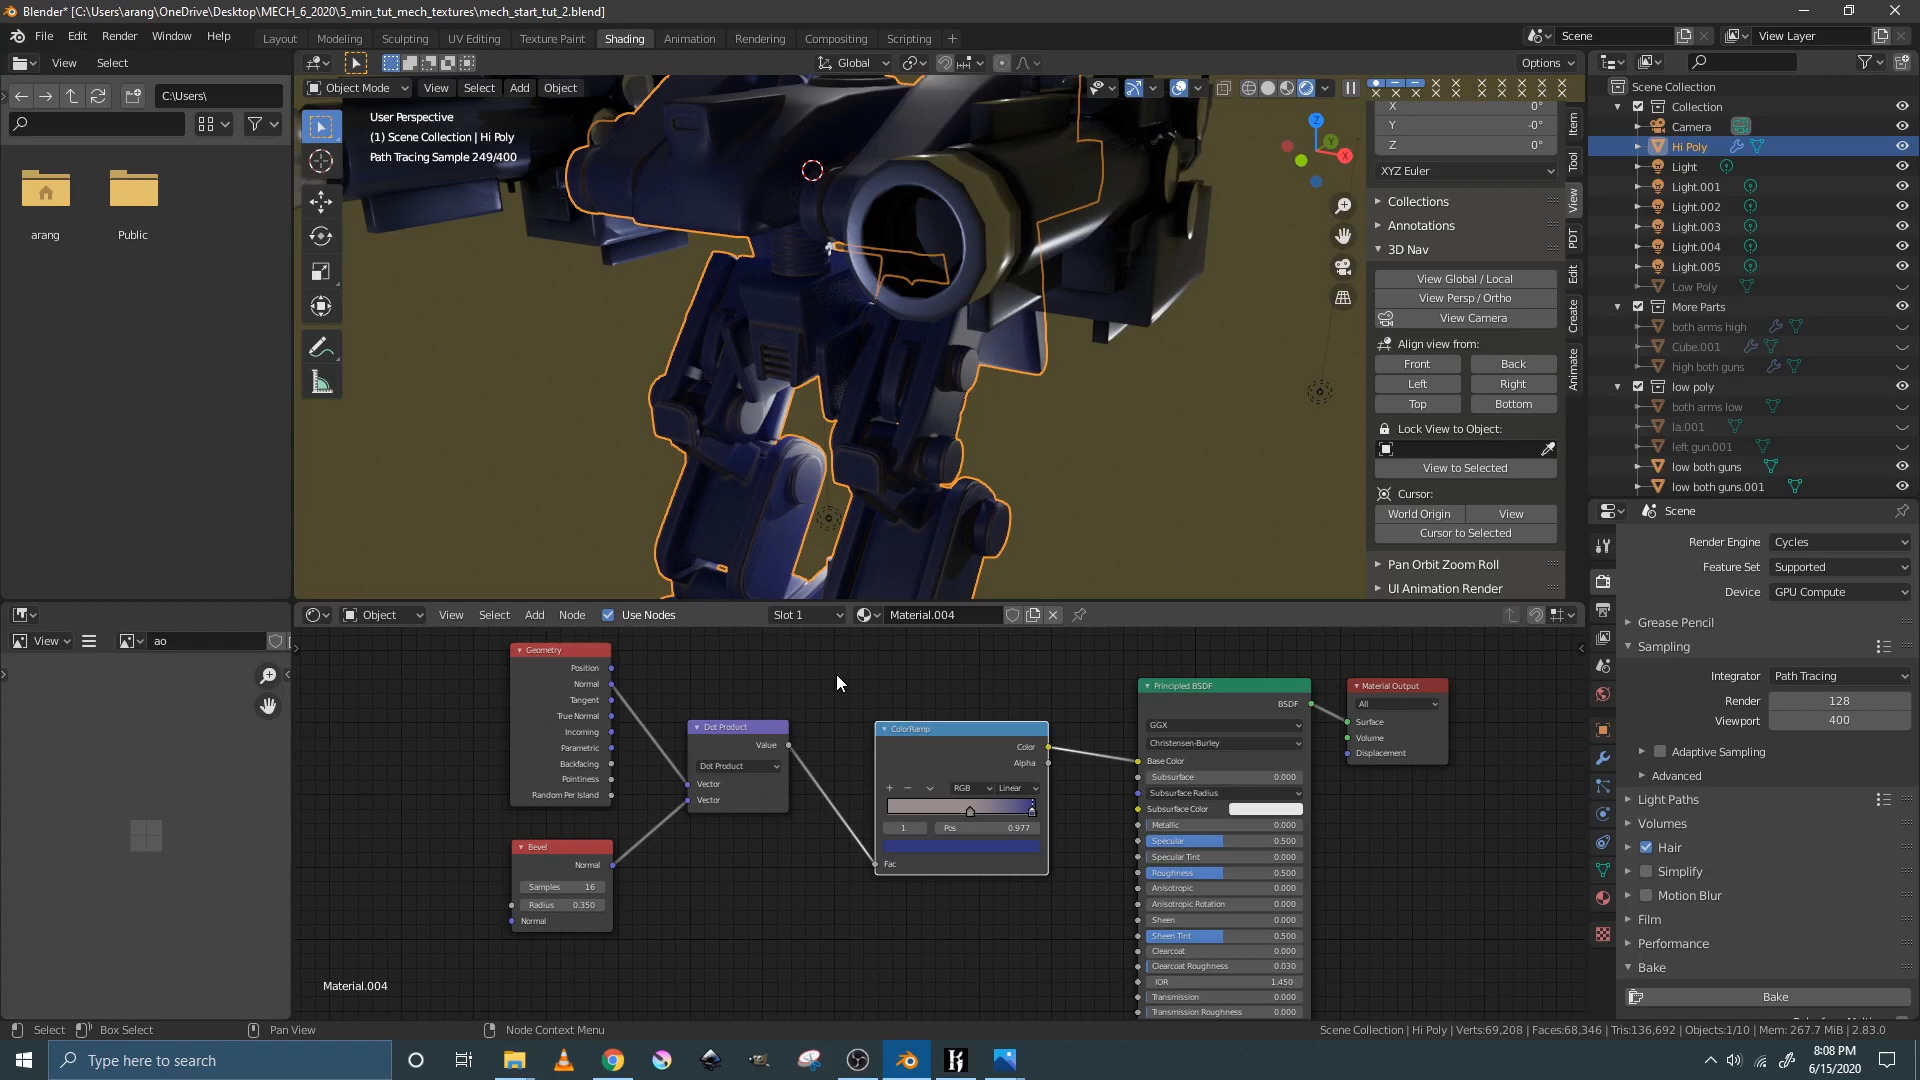 Blender* [C:\Users\arang\OneDrive\Desktop\MECH_6_2020\5_min_tut_mech_textures\mech_start_tut_2.blend]
File Edit Render Window Help
Layout Modeling Sculpting UV Editing Texture Paint Shading Animation Rendering Compositing Scripting +
Scene
View Layer
View Select
Global
Options
C:\Users\
arang
Public
Object Mode View Select Add Object
User Perspective
(1) Scene Collection | Hi Poly
Path Tracing Sample 249/400
X 0°
Y -0°
Z 0°
XYZ Euler
Collections
Annotations
3D Nav
View Global / Local
View Persp / Ortho
View Camera
Align view from:
Front Back
Left Right
Top Bottom
Lock View to Object:
View to Selected
Cursor:
World Origin View
Cursor to Selected
Pan Orbit Zoom Roll
UI Animation Render
Item
Tool
View
PDT
Edit
Create
Animate
Z
Y
X
Scene Collection
Collection
Camera
Hi Poly
Light
Light.001
Light.002
Light.003
Light.004
Light.005
Low Poly
More Parts
both arms high
Cube.001
high both guns
low poly
both arms low
la.001
left gun.001
low both guns
low both guns.001
Scene
Render Engine Cycles
Feature Set Supported
Device GPU Compute
Grease Pencil
Sampling
Integrator Path Tracing
Render 128
Viewport 400
Adaptive Sampling
Advanced
Light Paths
Volumes
Hair
Simplify
Motion Blur
Film
Performance
Bake
Bake
View
ao
Object View Select Add Node Use Nodes
Slot 1
Material.004
Geometry
Position
Normal
Tangent
True Normal
Incoming
Parametric
Backfacing
Pointiness
Random Per Island
Bevel
Normal
Samples 16
Radius 0.350
Normal
Dot Product
Value
Dot Product
Vector
Vector
ColorRamp
Color
Alpha
RGB Linear
1 Pos 0.977
Fac
Principled BSDF
BSDF
GGX
Christensen-Burley
Base Color
Subsurface 0.000
Subsurface Radius
Subsurface Color
Metallic 0.000
Specular 0.500
Specular Tint 0.000
Roughness 0.500
Anisotropic 0.000
Anisotropic Rotation 0.000
Sheen 0.000
Sheen Tint 0.500
Clearcoat 0.000
Clearcoat Roughness 0.030
IOR 1.450
Transmission 0.000
Transmission Roughness 0.000
Material Output
All
Surface
Volume
Displacement
Material.004
Select Box Select Pan View Node Context Menu
Scene Collection | Hi Poly | Verts:69,208 | Faces:68,346 | Tris:136,692 | Objects:1/10 | Mem: 267.7 MiB | 2.83.0
Type here to search
8:08 PM
6/15/2020